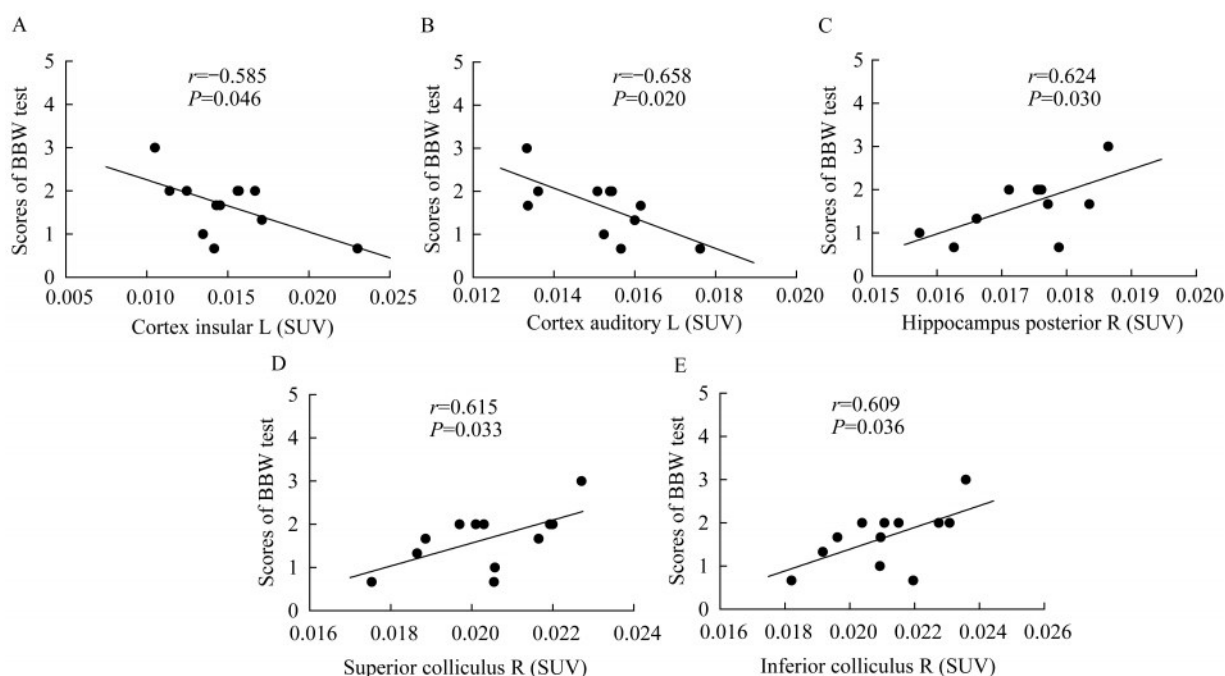 A
r=−0.585
P=0.046
Scores of BBW test
5
4
3
2
1
0
0.005 0.010 0.015 0.020 0.025
Cortex insular L (SUV)
B
r=−0.658
P=0.020
Scores of BBW test
5
4
3
2
1
0
0.012 0.014 0.016 0.018 0.020
Cortex auditory L (SUV)
C
r=0.624
P=0.030
Scores of BBW test
5
4
3
2
1
0
0.015 0.016 0.017 0.018 0.019 0.020
Hippocampus posterior R (SUV)
D
r=0.615
P=0.033
Scores of BBW test
5
4
3
2
1
0
0.016 0.018 0.020 0.022 0.024
Superior colliculus R (SUV)
E
r=0.609
P=0.036
Scores of BBW test
5
4
3
2
1
0
0.016 0.018 0.020 0.022 0.024 0.026
Inferior colliculus R (SUV)